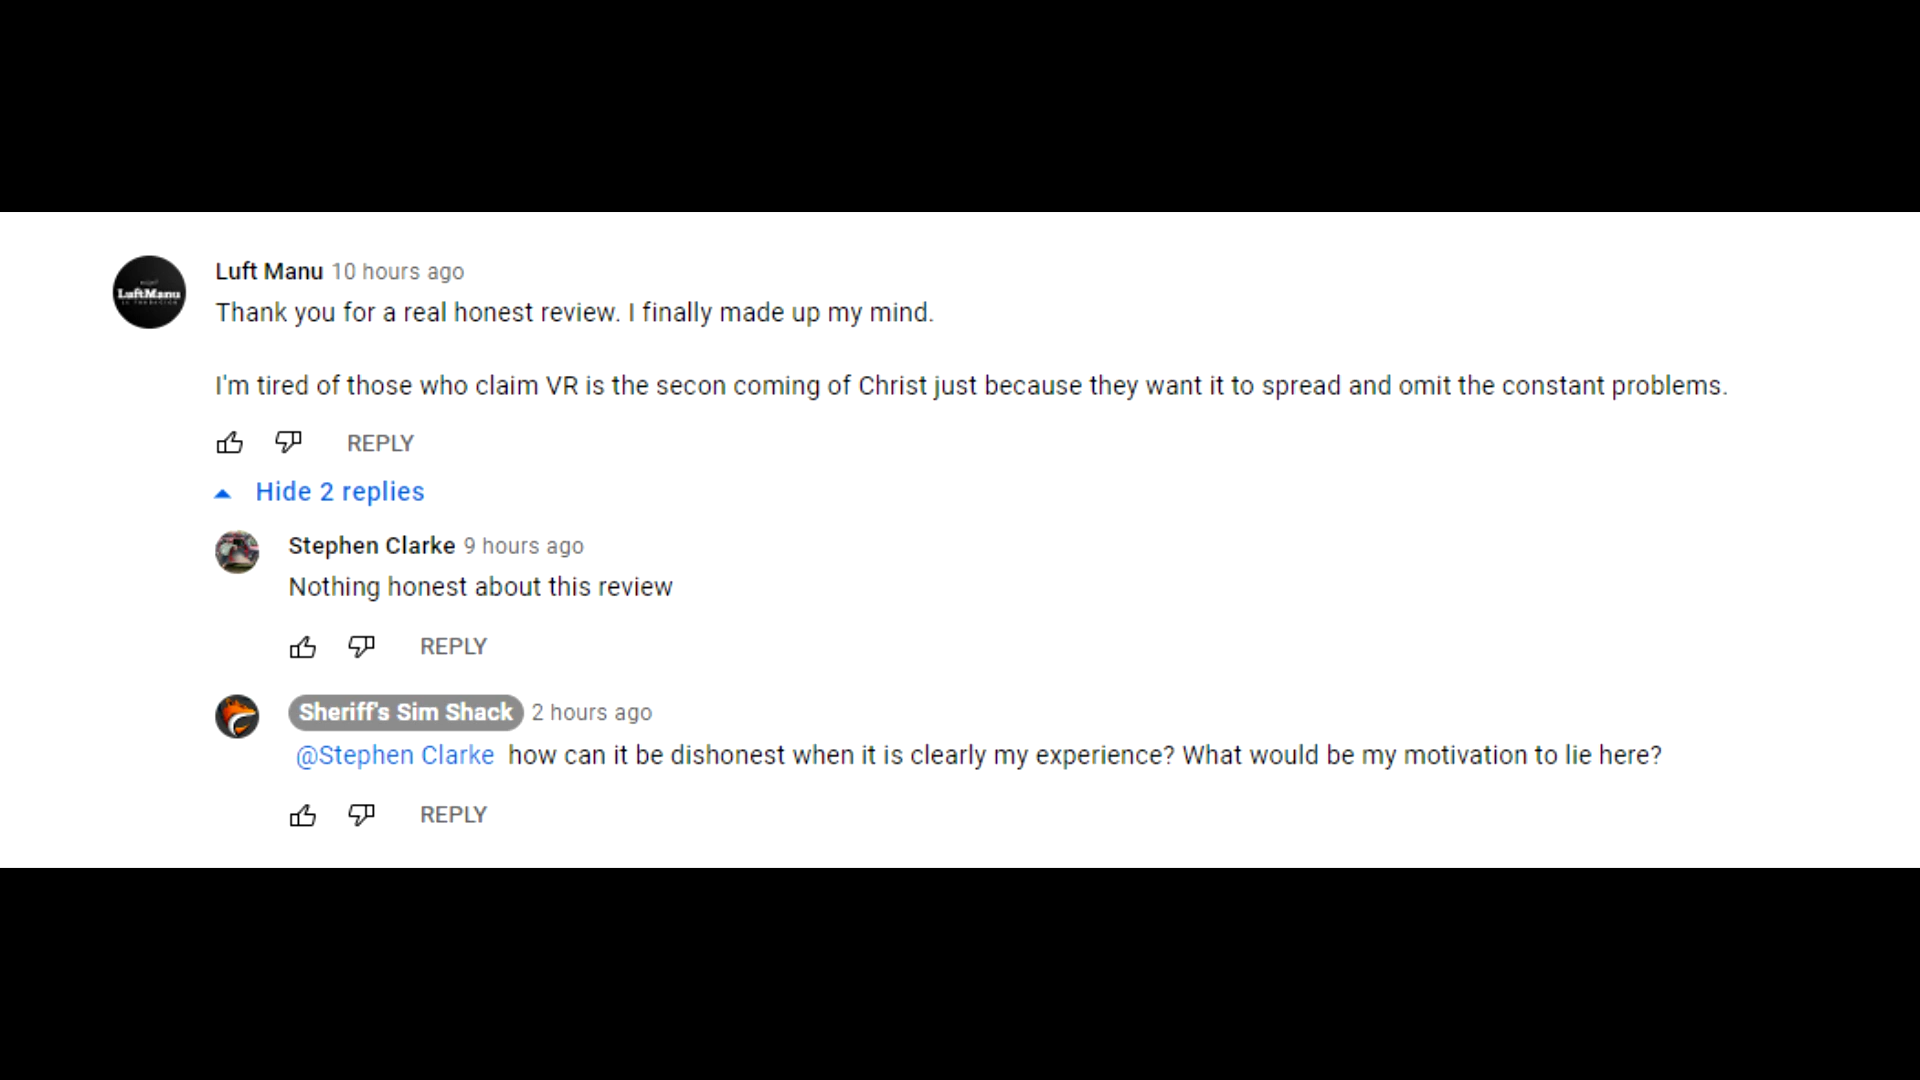 LuftManu
Luft Manu 10 hours ago
Thank you for a real honest review. I finally made up my mind.
I'm tired of those who claim VR is the secon coming of Christ just because they want it to spread and omit the constant problems.
REPLY
Hide 2 replies
Stephen Clarke 9 hours ago
Nothing honest about this review
REPLY
Sheriff's Sim Shack 2 hours ago
@Stephen Clarke how can it be dishonest when it is clearly my experience? What would be my motivation to lie here?
REPLY